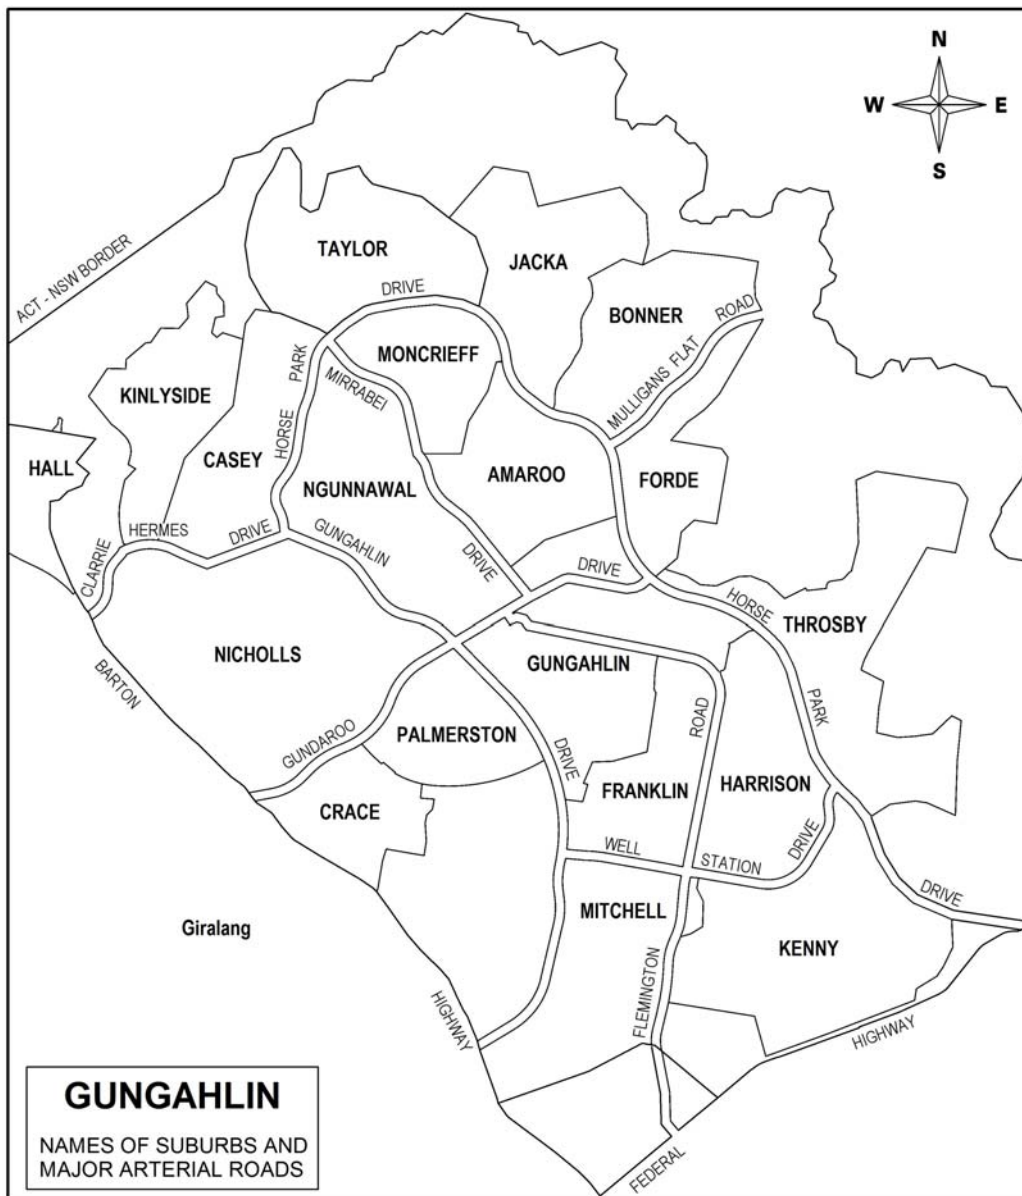 N
W
E
S
ACT - NSW BORDER
TAYLOR
JACKA
DRIVE
BONNER
ROAD
MULLIGANS FLAT
MONCRIEFF
PARK
MIRRABEI
KINLYSIDE
HORSE
CASEY
HALL
NGUNNAWAL
AMAROO
FORDE
HERMES
DRIVE
GUNGAHLIN
CLARRIE
DRIVE
DRIVE
HORSE
THROSBY
NICHOLLS
GUNGAHLIN
BARTON
PARK
ROAD
GUNDAROO
PALMERSTON
DRIVE
FRANKLIN
HARRISON
CRACE
DRIVE
WELL
STATION
DRIVE
MITCHELL
Giralang
KENNY
FLEMINGTON
HIGHWAY
HIGHWAY
FEDERAL
GUNGAHLIN
NAMES OF SUBURBS AND
MAJOR ARTERIAL ROADS